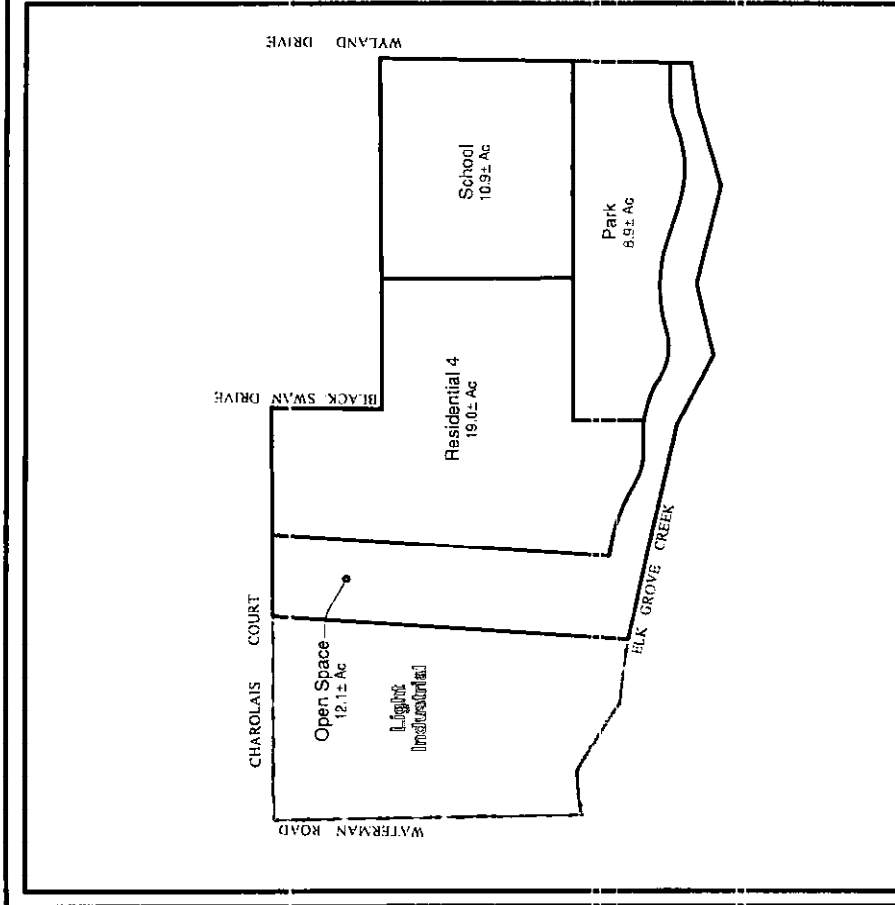 WYLAND DRIVE
School
10.9± Ac
Park
8.9± Ac
BLACK SWAN DRIVE
Residential 4
19.0± Ac
CHAROLAIS COURT
Open Space
12.1± Ac
Light
Industrial
ELK GROVE CREEK
WATERMAN ROAD